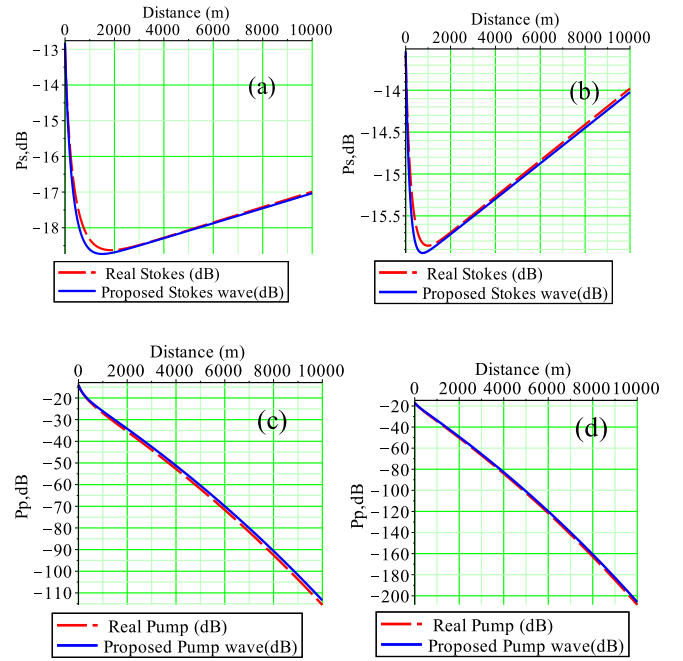 Distance (m)
0 2000 4000 6000 8000 10000
−13
−14
−15
−16
−17
−18
Ps,dB
(a)
Real Stokes (dB)
Proposed Stokes wave(dB)
Distance (m)
0 2000 4000 6000 8000 10000
−14
−14.5
−15
−15.5
Ps,dB
(b)
Real Stokes (dB)
Proposed Stokes wave(dB)
Distance (m)
0 2000 4000 6000 8000 10000
−20
−30
−40
−50
−60
−70
−80
−90
−100
−110
Pp,dB
(c)
Real Pump (dB)
Proposed Pump wave(dB)
Distance (m)
0 2000 4000 6000 8000 10000
−20
−40
−60
−80
−100
−120
−140
−160
−180
−200
Pp,dB
(d)
Real Pump (dB)
Proposed Pump wave(dB)